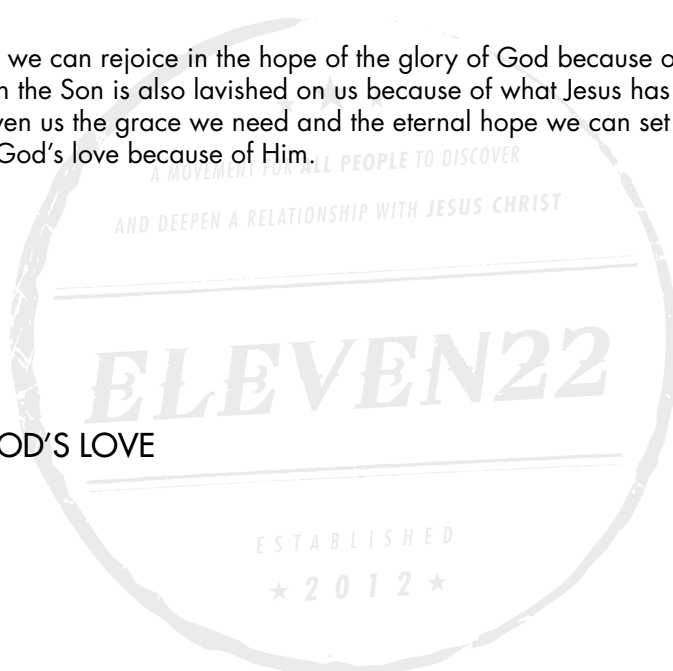 we can rejoice in the hope of the glory of God because o
the Son is also lavished on us because of what Jesus has
ven us the grace we need and the eternal hope we can set
God's love because of Him.
A MOVEMENT FOR ALL PEOPLE TO DISCOVER
AND DEEPEN A RELATIONSHIP WITH JESUS CHRIST
ELEVEN22
OD'S LOVE
ESTABLISHED
★ 2012 ★